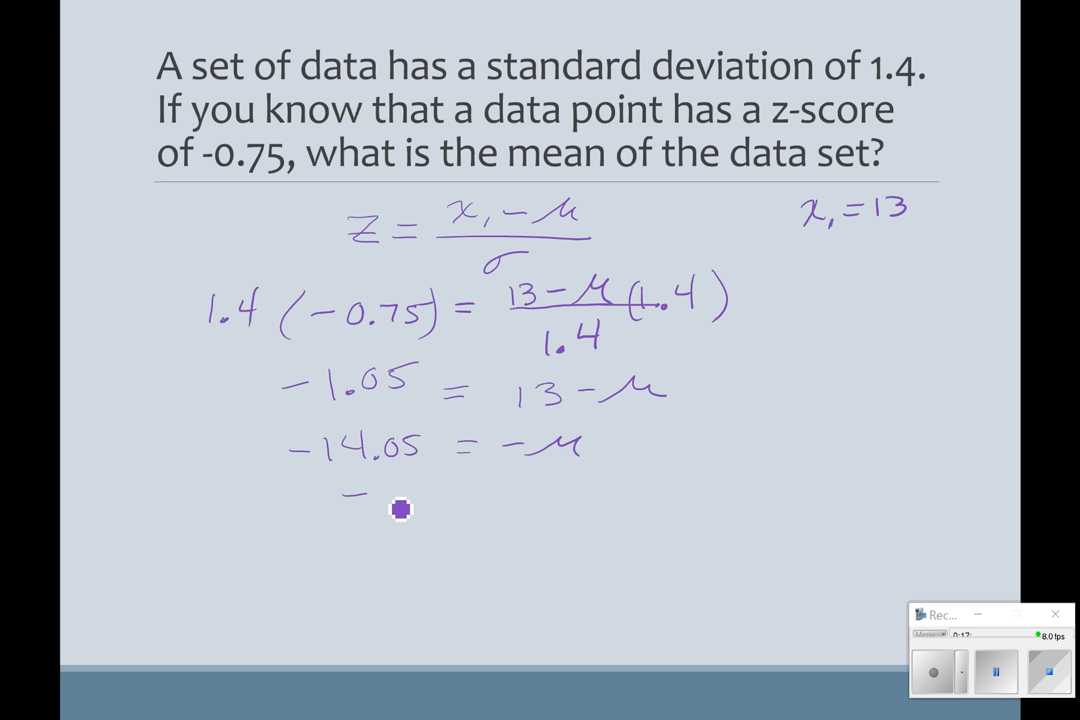 A set of data has a standard deviation of 1.4.
If you know that a data point has a z-score
of -0.75, what is the mean of the data set?
z = (x₁ - μ) / σ
x₁ = 13
1.4 (-0.75) = (13 - μ) / 1.4 (1.4)
-1.05 = 13 - μ
-14.05 = -μ
-
Rec...
0:17:
8.0 fps